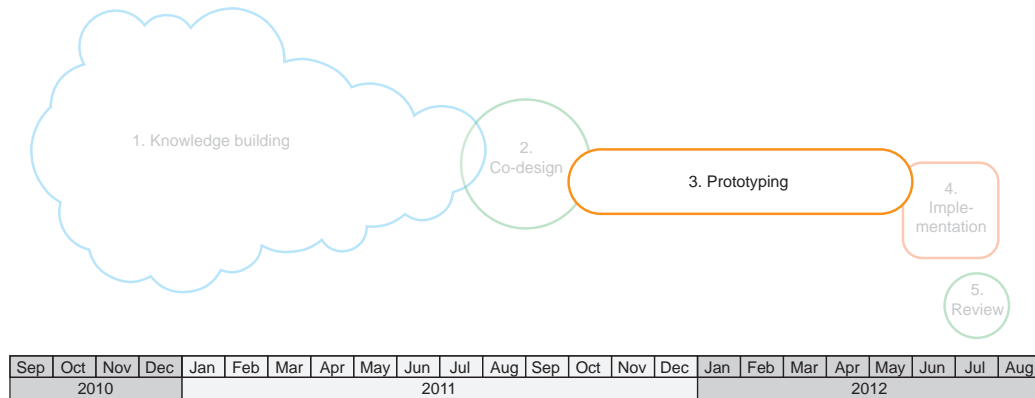 1. Knowledge building
2.
Co-design
3. Prototyping
4.
Imple-
mentation
5.
Review
Sep Oct Nov Dec Jan Feb Mar Apr May Jun Jul Aug Sep Oct Nov Dec Jan Feb Mar Apr May Jun Jul Aug
2010 2011 2012